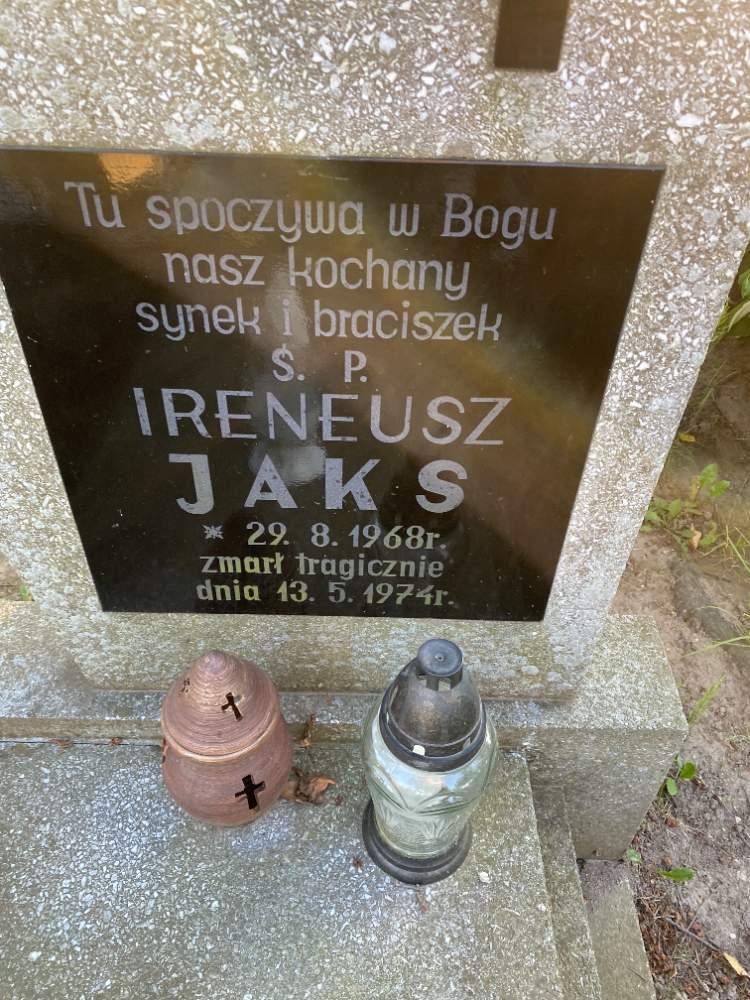 Tu spoczywa w Bogu
nasz kochany
synek i braciszek
Ś. P.
IRENEUSZ
JAKS
* 29. 8. 1968r.
zmarł tragicznie
dnia 13. 5. 1974r.